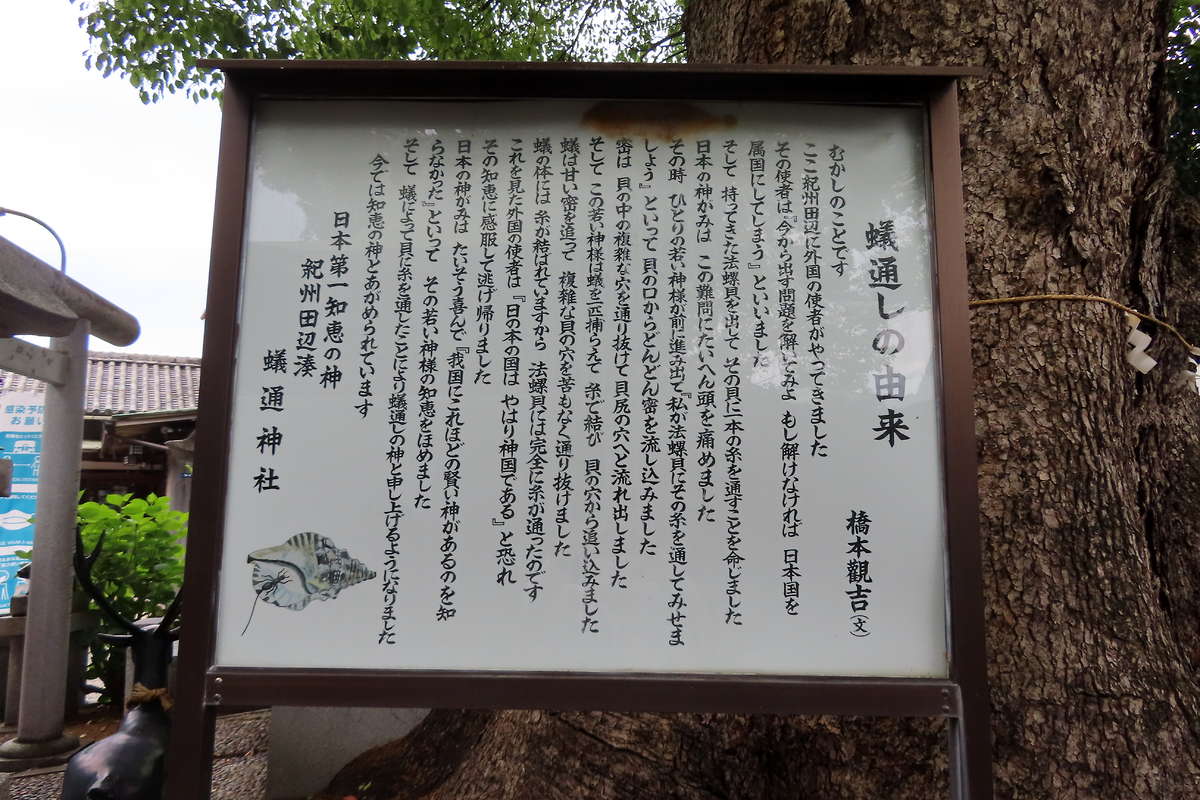 蟻通しの由来
橋本觀吉(文)
むかしのことです
ここ紀州田辺に外国の使者がやってきました
その使者は『今から出す問題を解いてみよ もし解けなければ 日本国を
属国にしてしまう』といいました
そして 持ってきた法螺貝を出して その貝に一本の糸を通すことを命じました
日本の神がみは この難問にたいへん頭を痛めました
その時 ひとりの若い神様が前に進み出て『私が法螺貝にその糸を通してみせま
しょう』といって 貝の口からどんどん密を流し込みました
密は 貝の中の複雑な穴を通り抜けて貝尻の穴へと流れ出しました
そして この若い神様は蟻を一匹捕らえて 糸で結び 貝の穴から追い込みました
蟻は甘い密を追って 複雑な貝の穴を苦もなく通り抜けました
蟻の体には 糸が結ばれていますから 法螺貝には完全に糸が通ったのです
これを見た外国の使者は『日の本の国は やはり神国である』と恐れ
その知恵に感服して逃げ帰りました
日本の神がみは たいそう喜んで『我国にこれほどの賢い神があるのを知
らなかった』といって その若い神様の知恵をほめました
そして 蟻によって貝に糸を通したことにより蟻通しの神と申し上げるようになりました
今では知恵の神とあがめられています
日本第一知恵の神
紀州田辺湊
蟻通神社
感染予防
お願い